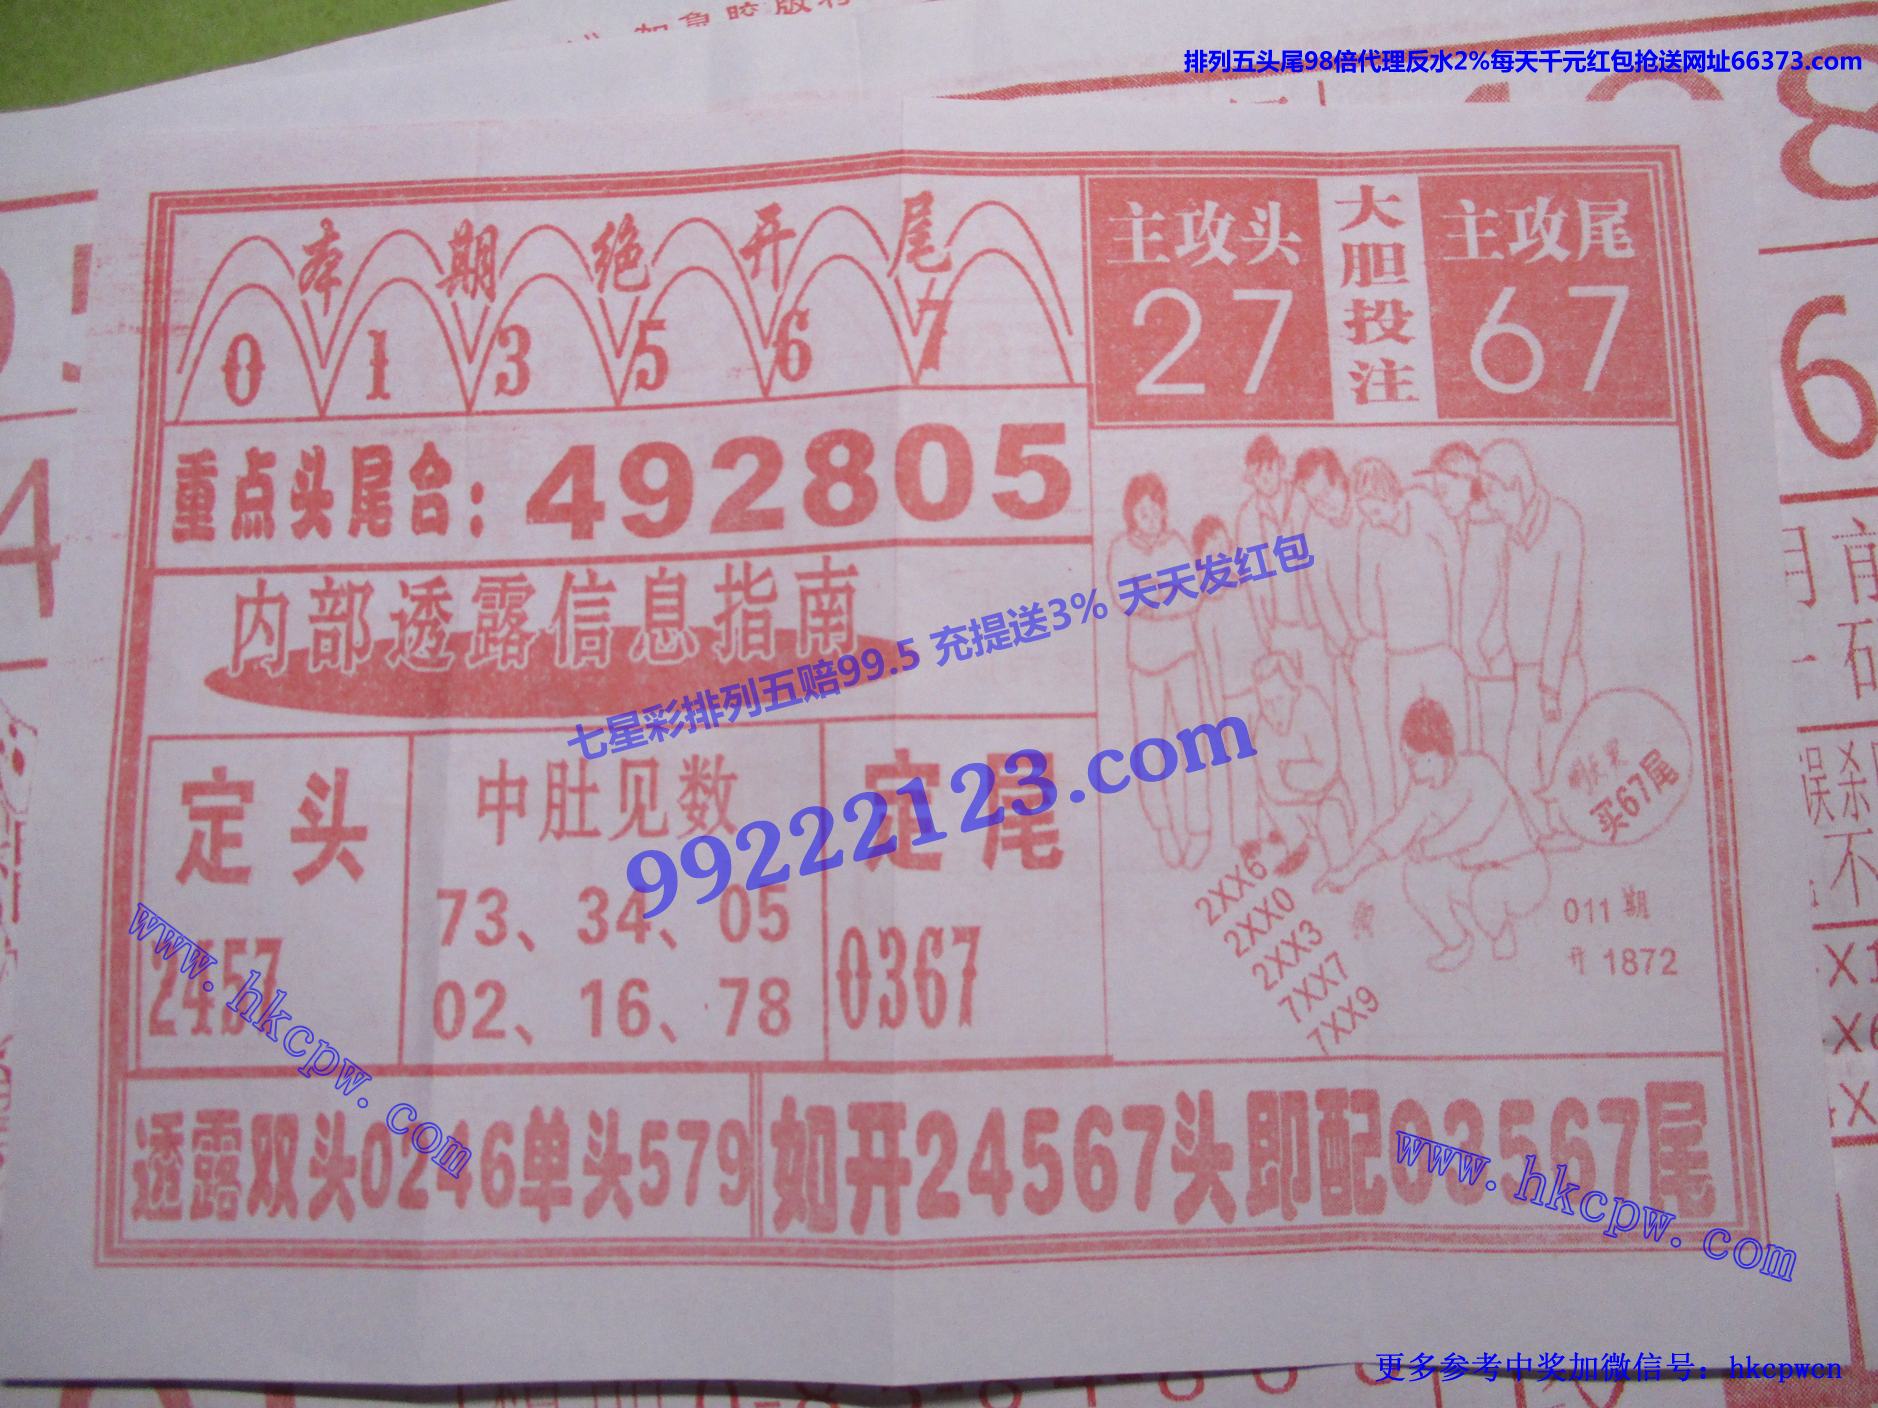 排列五头尾98倍代理反水2%每天千元红包抢送网址66373.com
本期绝开尾
0 1 3 5 6 7
主攻头
27
大胆投注
主攻尾
67
重点头尾合：492805
内部透露信息指南
七星彩排列五赔99.5 充提送3% 天天发红包
99222123.com
定头
2457
中肚见数
73、34、05
02、16、78
定尾
0367
买67尾
2XX6
2XX0
2XX3
7XX7
7XX9
011期
开1872
透露双头0246单头579
如开24567头即配03567尾
www.hkcpw.com
www.hkcpw.com
更多参考中奖加微信号：hkcpwcn